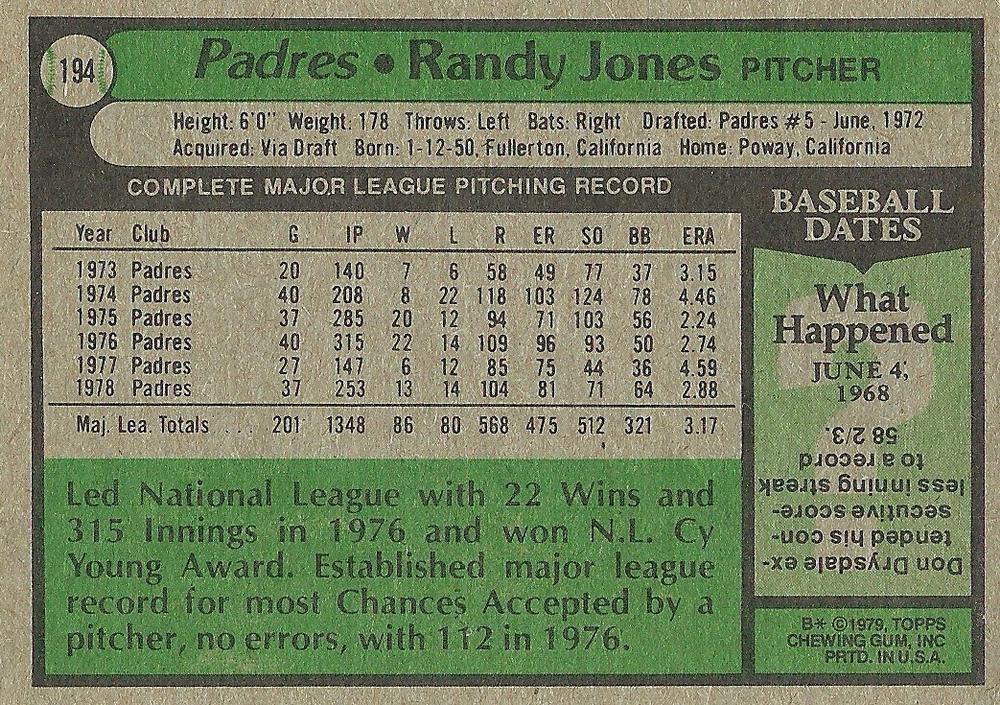 194
Padres • Randy Jones PITCHER
Height: 6'0" Weight: 178 Throws: Left Bats: Right Drafted: Padres #5 - June, 1972
Acquired: Via Draft Born: 1-12-50, Fullerton, California Home: Poway, California
COMPLETE MAJOR LEAGUE PITCHING RECORD
Year Club G IP W L R ER SO BB ERA
1973 Padres 20 140 7 6 58 49 77 37 3.15
1974 Padres 40 208 8 22 118 103 124 78 4.46
1975 Padres 37 285 20 12 94 71 103 56 2.24
1976 Padres 40 315 22 14 109 96 93 50 2.74
1977 Padres 27 147 6 12 85 75 44 36 4.59
1978 Padres 37 253 13 14 104 81 71 64 2.88
Maj. Lea. Totals . . . 201 1348 86 80 568 475 512 321 3.17
Led National League with 22 Wins and
315 Innings in 1976 and won N.L. Cy
Young Award. Established major league
record for most Chances Accepted by a
pitcher, no errors, with 112 in 1976.
BASEBALL
DATES
What
Happened
JUNE 4,
1968
Don Drysdale ex-
tended his con-
secutive score-
less inning streak
to a record
58 2/3.
B* ©1979, TOPPS
CHEWING GUM, INC
PRTD. IN U.S.A.